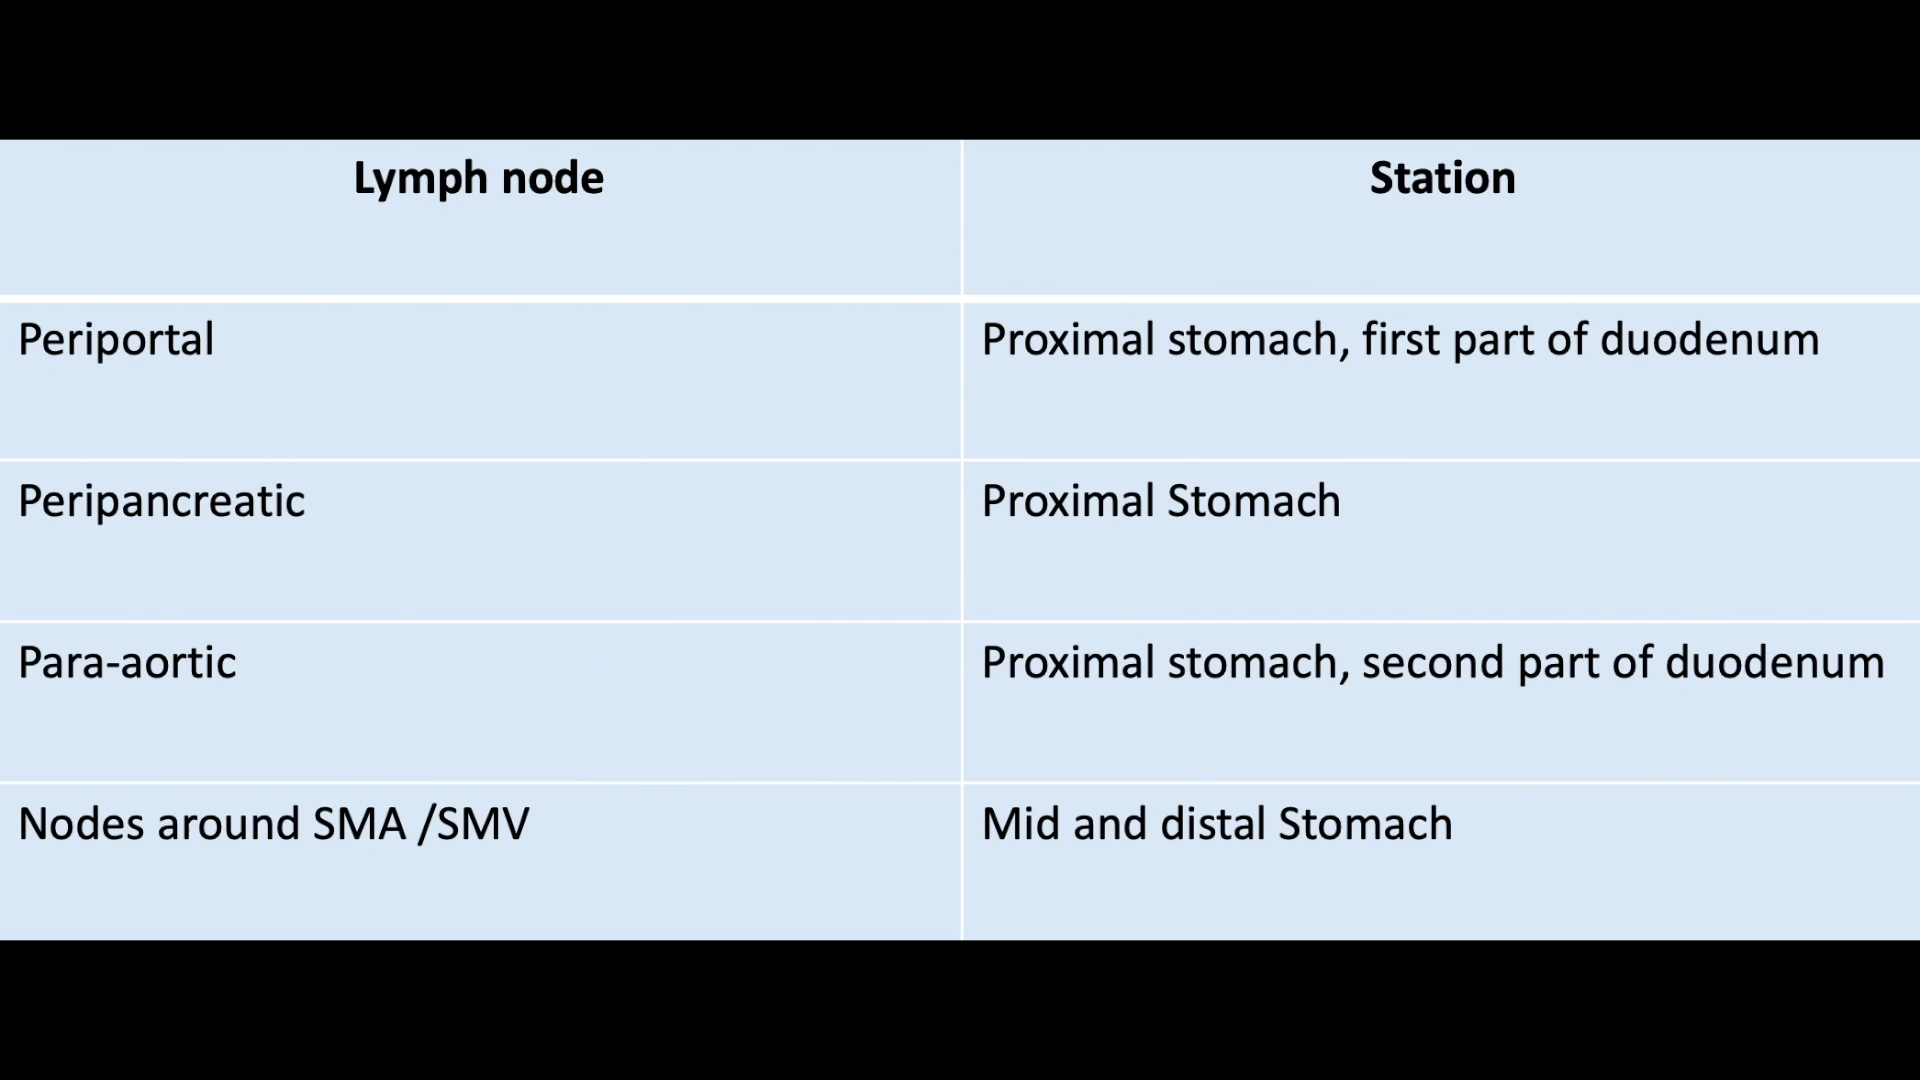 Lymph node Station
Periportal Proximal stomach, first part of duodenum
Peripancreatic Proximal Stomach
Para-aortic Proximal stomach, second part of duodenum
Nodes around SMA /SMV Mid and distal Stomach